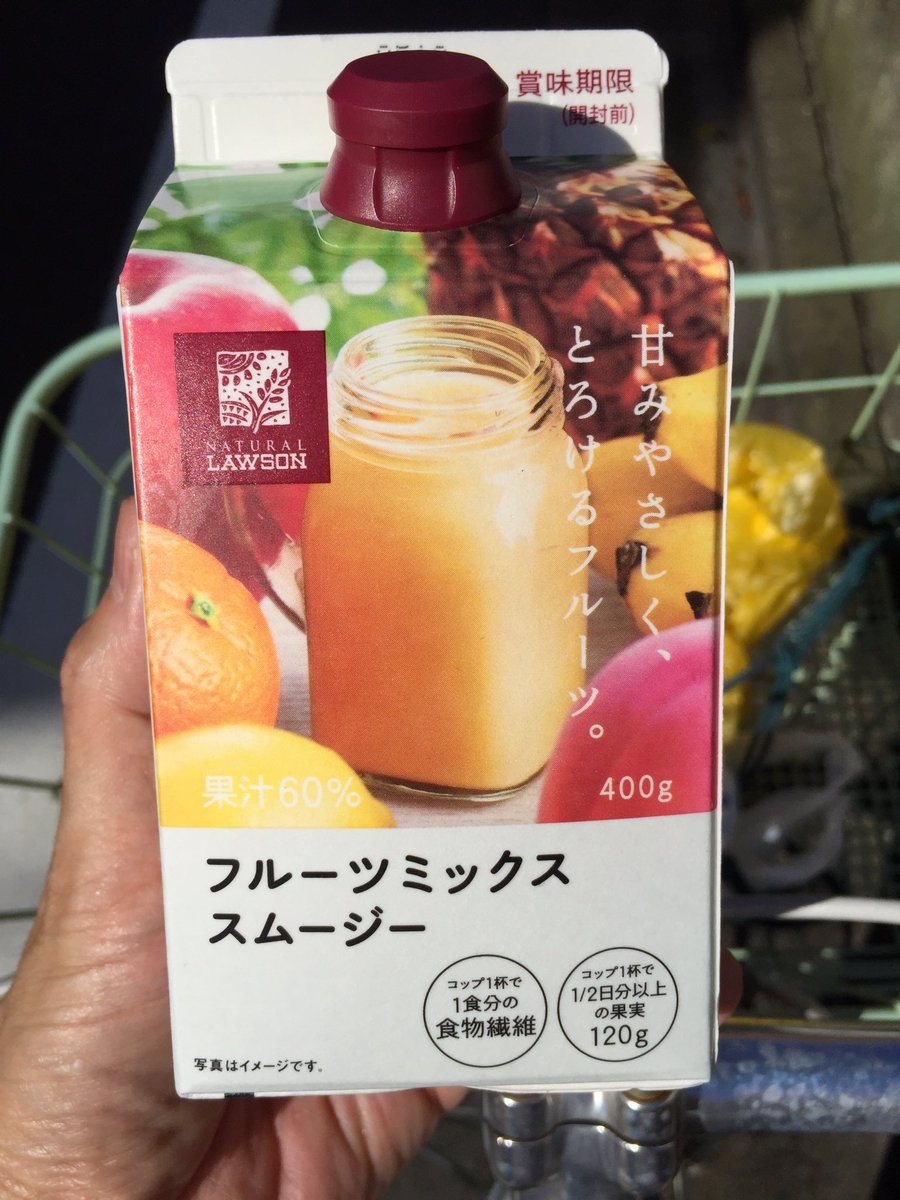 賞味期限
(開封前)
甘みやさしく、
とろけるフルーツ。
NATURAL
LAWSON
果汁60%
400g
フルーツミックス
スムージー
コップ1杯で
1食分の
食物繊維
コップ1杯で
1/2日分以上
の果実
120g
写真はイメージです。